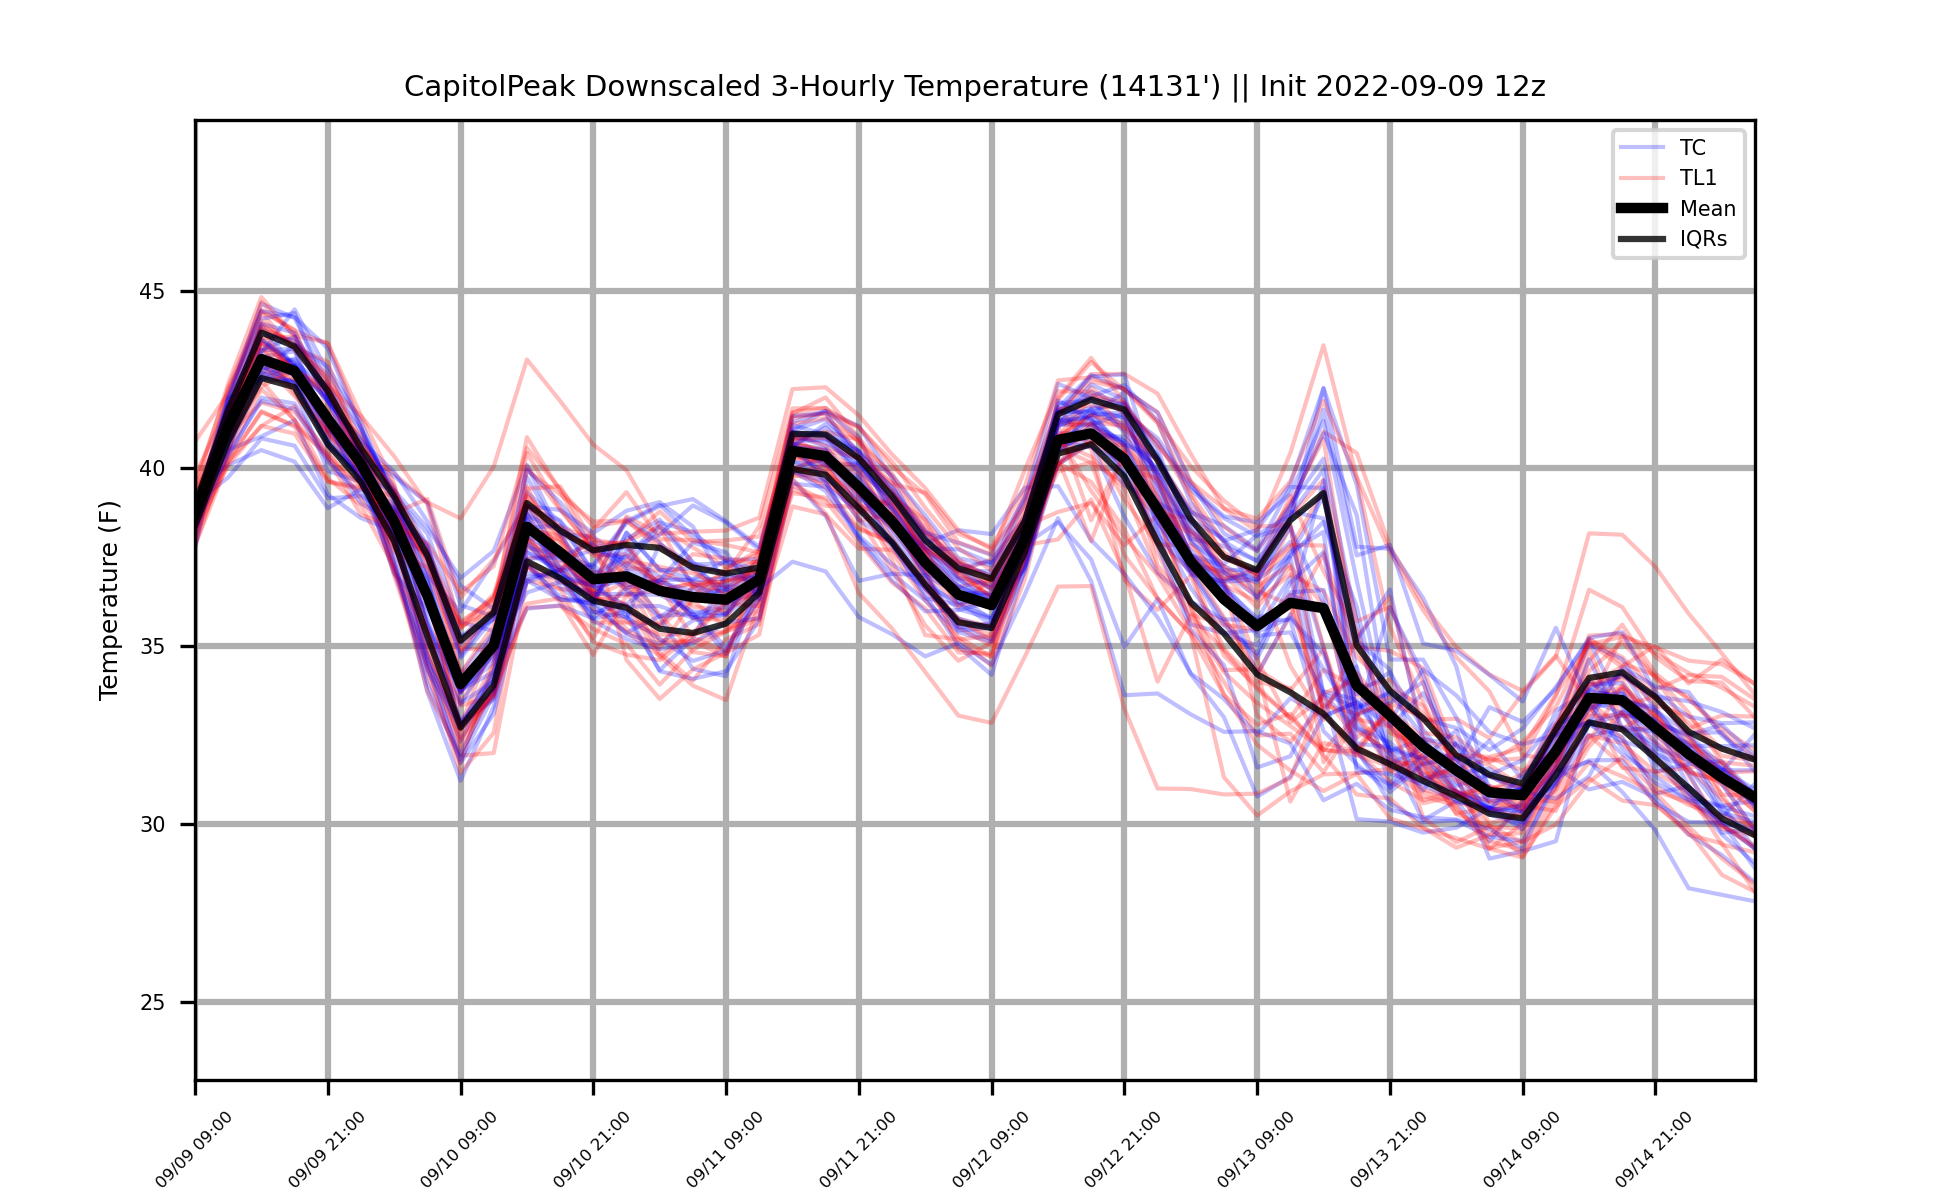 CapitolPeak Downscaled 3-Hourly Temperature (14131') || Init 2022-09-09 12z
TC
TL1
Mean
IQRs
Temperature (F)
45
40
35
30
25
09/09 09:00
09/09 21:00
09/10 09:00
09/10 21:00
09/11 09:00
09/11 21:00
09/12 09:00
09/12 21:00
09/13 09:00
09/13 21:00
09/14 09:00
09/14 21:00